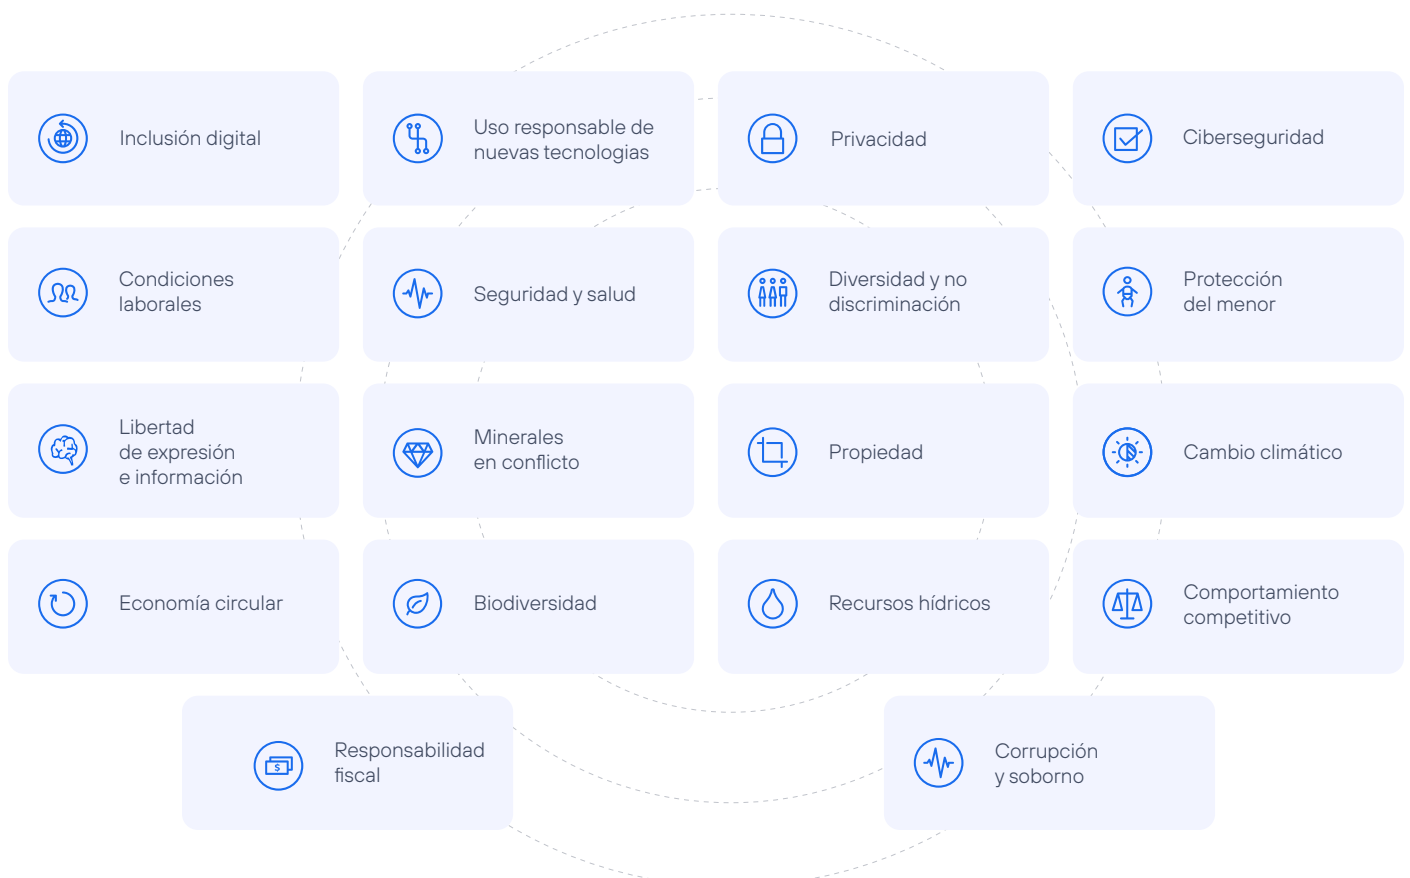 Inclusión digital
Uso responsable de
nuevas tecnologias
Privacidad
Ciberseguridad
Condiciones
laborales
Seguridad y salud
Diversidad y no
discriminación
Protección
del menor
Libertad
de expresión
e información
Minerales
en conflicto
Propiedad
Cambio climático
Economía circular
Biodiversidad
Recursos hídricos
Comportamiento
competitivo
$
Responsabilidad
fiscal
Corrupción
y soborno